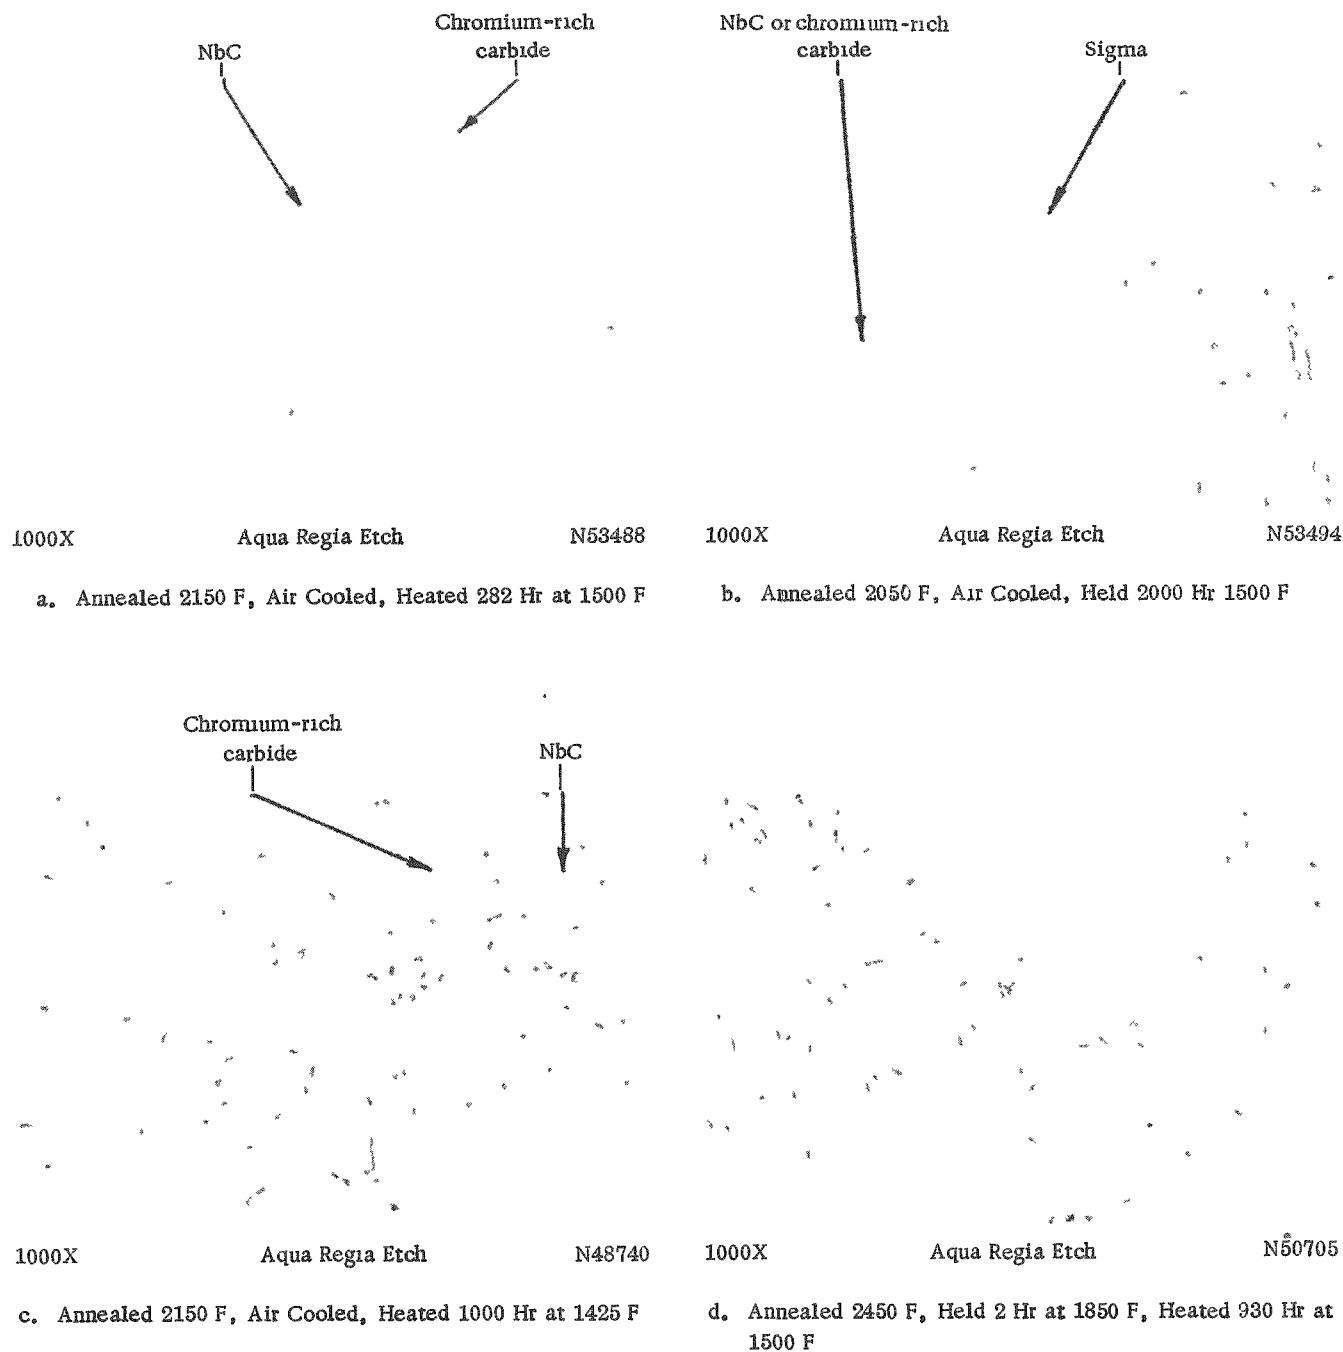 Chromium-rich
NbC
carbide
NbC or chromium-rich
carbide
Sigma
1000X Aqua Regia Etch N53488
1000X Aqua Regia Etch N53494
a. Annealed 2150 F, Air Cooled, Heated 282 Hr at 1500 F
b. Annealed 2050 F, Air Cooled, Held 2000 Hr 1500 F
Chromium-rich
carbide
NbC
1000X Aqua Regia Etch N48740
1000X Aqua Regia Etch N50705
c. Annealed 2150 F, Air Cooled, Heated 1000 Hr at 1425 F
d. Annealed 2450 F, Held 2 Hr at 1850 F, Heated 930 Hr at
1500 F